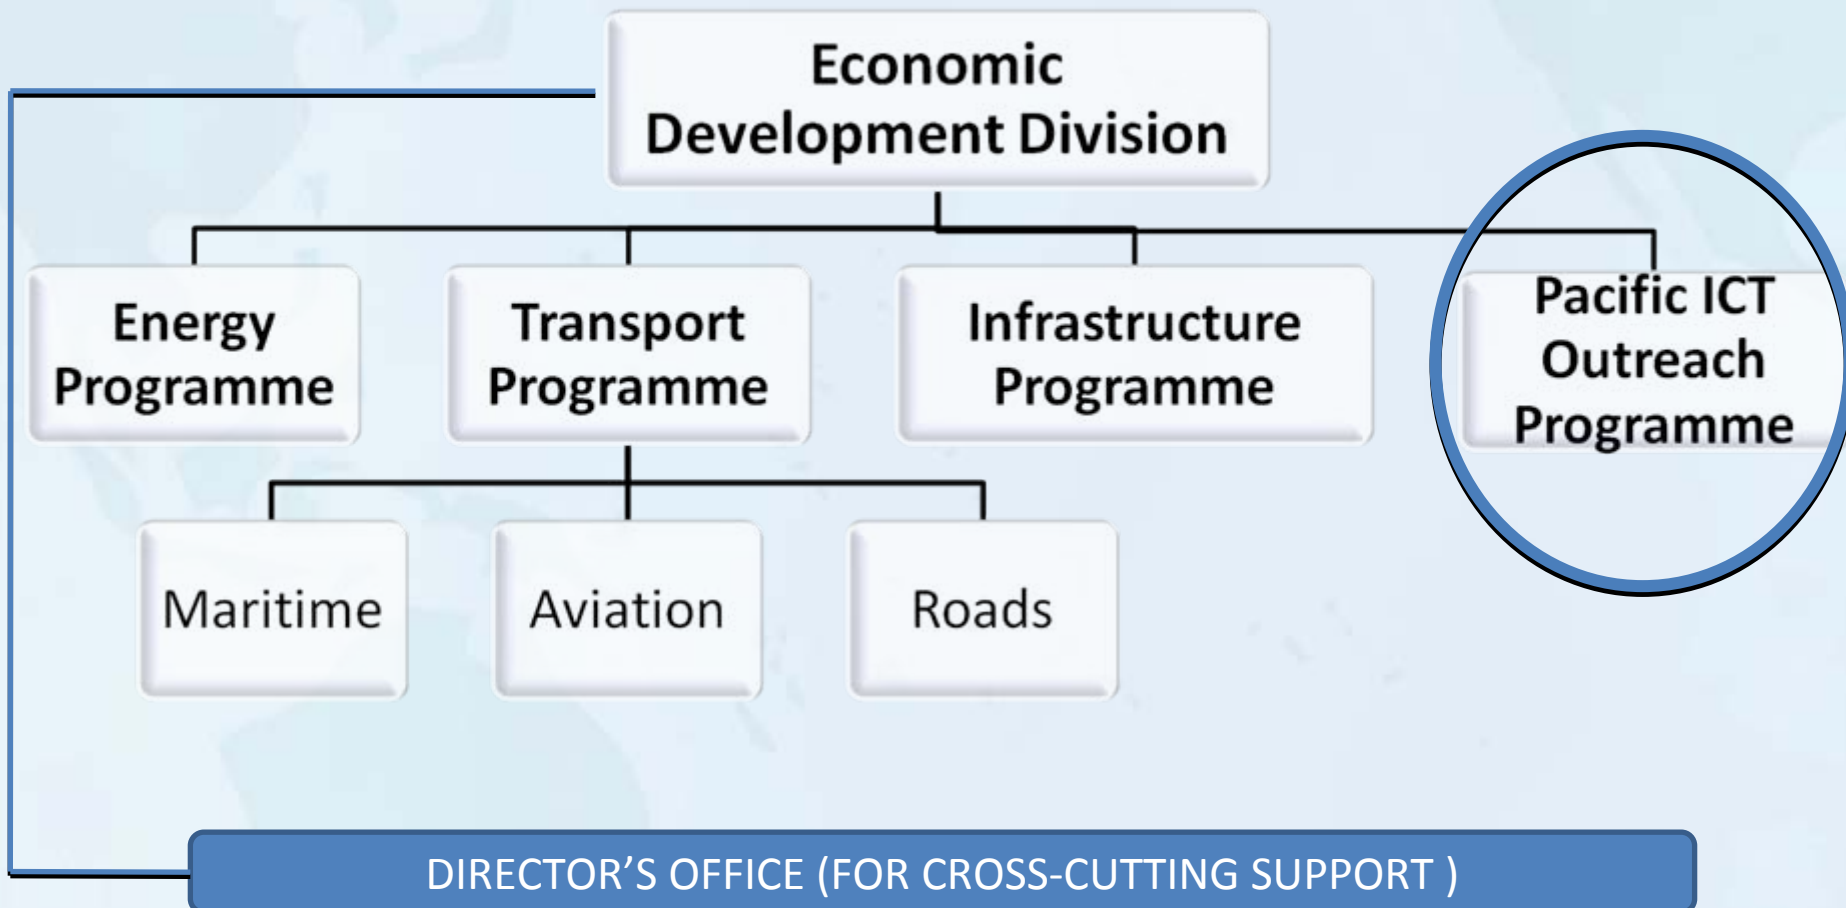 Economic
Development Division
Energy
Programme
Transport
Programme
Infrastructure
Programme
Pacific ICT
Outreach
Programme
Maritime
Aviation
Roads
DIRECTOR’S OFFICE (FOR CROSS-CUTTING SUPPORT )